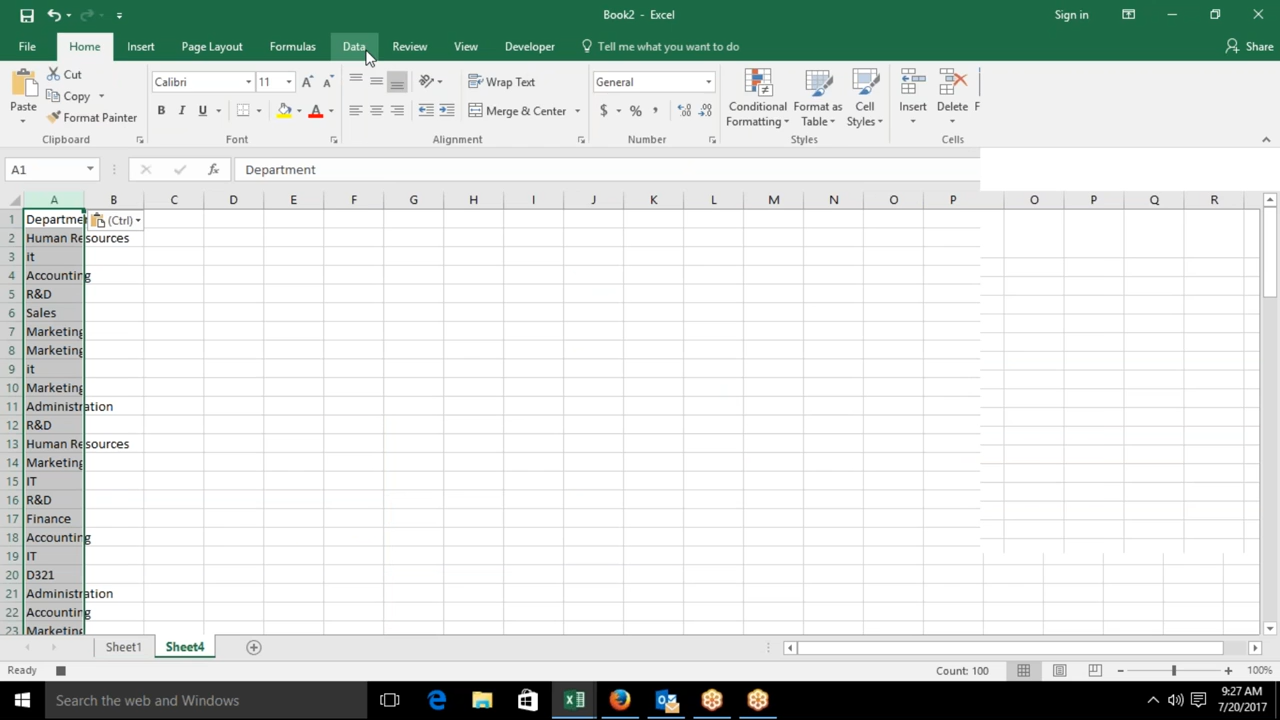 Book2 - Excel
Sign in
File Home Insert Page Layout Formulas Data Review View Developer Tell me what you want to do Share
Paste Cut Copy Format Painter
Calibri 11
Wrap Text
Merge & Center
General
$ % ,
Conditional Formatting
Format as Table
Cell Styles
Insert Delete F
Clipboard Font Alignment Number Styles Cells
A1 fx Department
A B C D E F G H I J K L M N O P O P Q R
1 Departme (Ctrl)
2 Human Resources
3 it
4 Accounting
5 R&D
6 Sales
7 Marketing
8 Marketing
9 it
10 Marketing
11 Administration
12 R&D
13 Human Resources
14 Marketing
15 IT
16 R&D
17 Finance
18 Accounting
19 IT
20 D321
21 Administration
22 Accounting
23 Marketing
Sheet1 Sheet4
Ready Count: 100 100%
Search the web and Windows
9:27 AM
7/20/2017